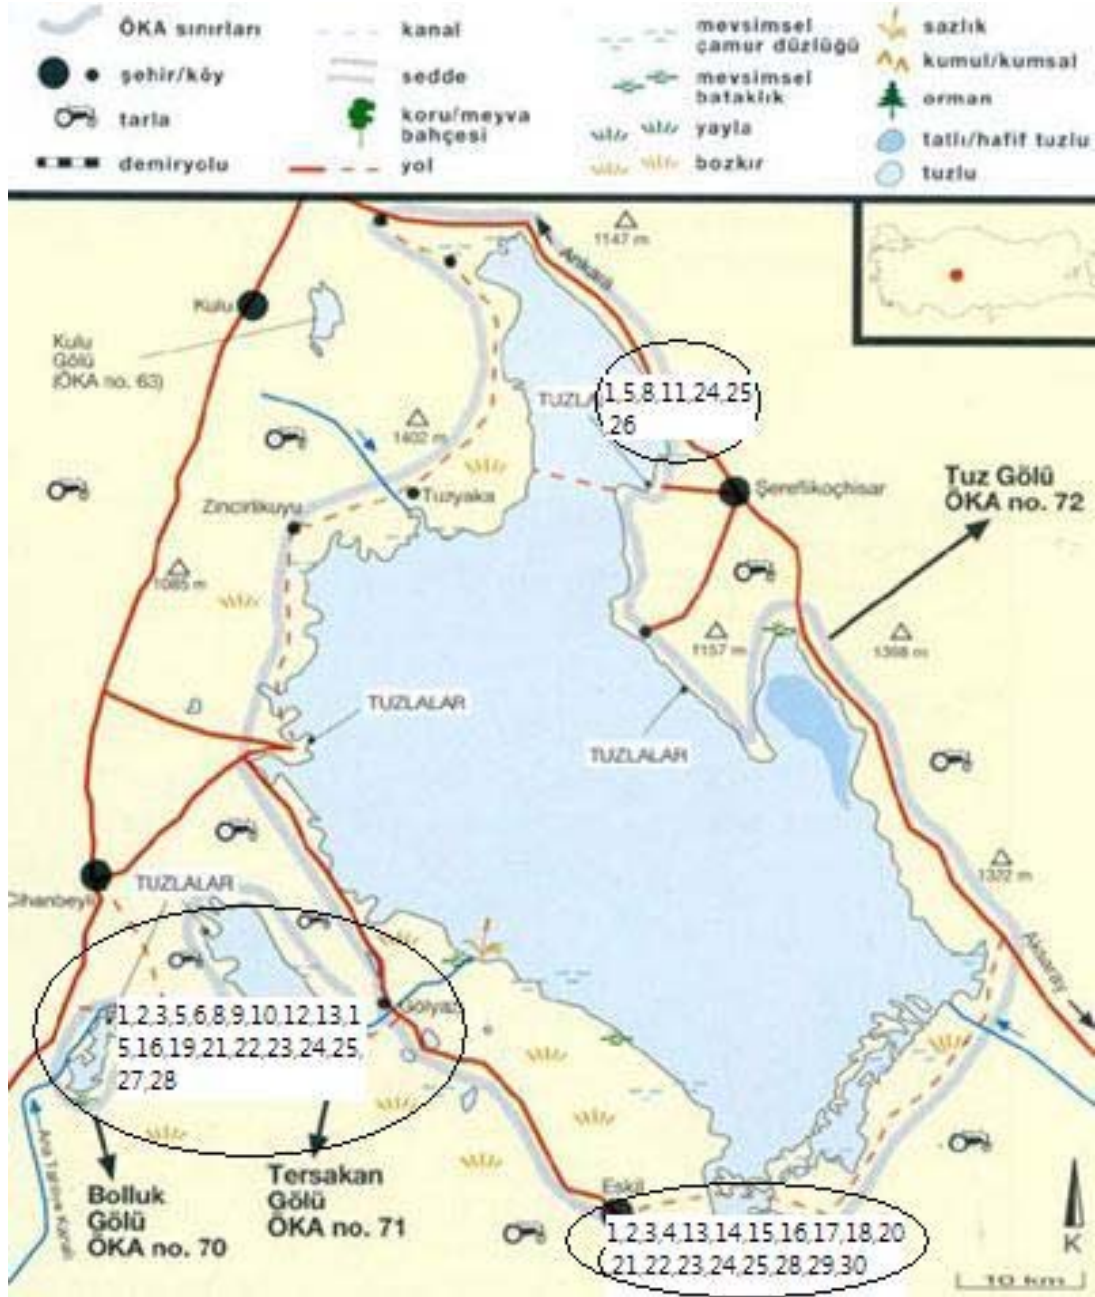 ÖKA sınırları
şehir/köy
tarla
demiryolu
kanal
sedde
koru/meyva
bahçesi
yol
mevsimsel
çamur düzlüğü
mevsimsel
bataklık
yayla
bozkır
sazlık
kumul/kumsal
orman
tatlı/hafif tuzlu
tuzlu
1147 m
Ankara
Kulu
Kulu
Gölü
(ÖKA no. 63)
TUZLA
1,5,8,11,24,25
,26
1402 m
Tuzyaka
Zincirlikuyu
Şereflikoçhisar
Tuz Gölü
ÖKA no. 72
1085 m
1157 m
1398 m
TUZLALAR
TUZLALAR
1322 m
Cihanbeyli
TUZLALAR
Aksaray
1,2,3,5,6,8,9,10,12,13,1
5,16,19,21,22,23,24,25,
27,28
Gölyazı
Ana Tahliye Kanalı
Bolluk
Gölü
ÖKA no. 70
Tersakan
Gölü
ÖKA no. 71
Eskil
1,2,3,4,13,14,15,16,17,18,20
,21,22,23,24,25,28,29,30
K
10 km